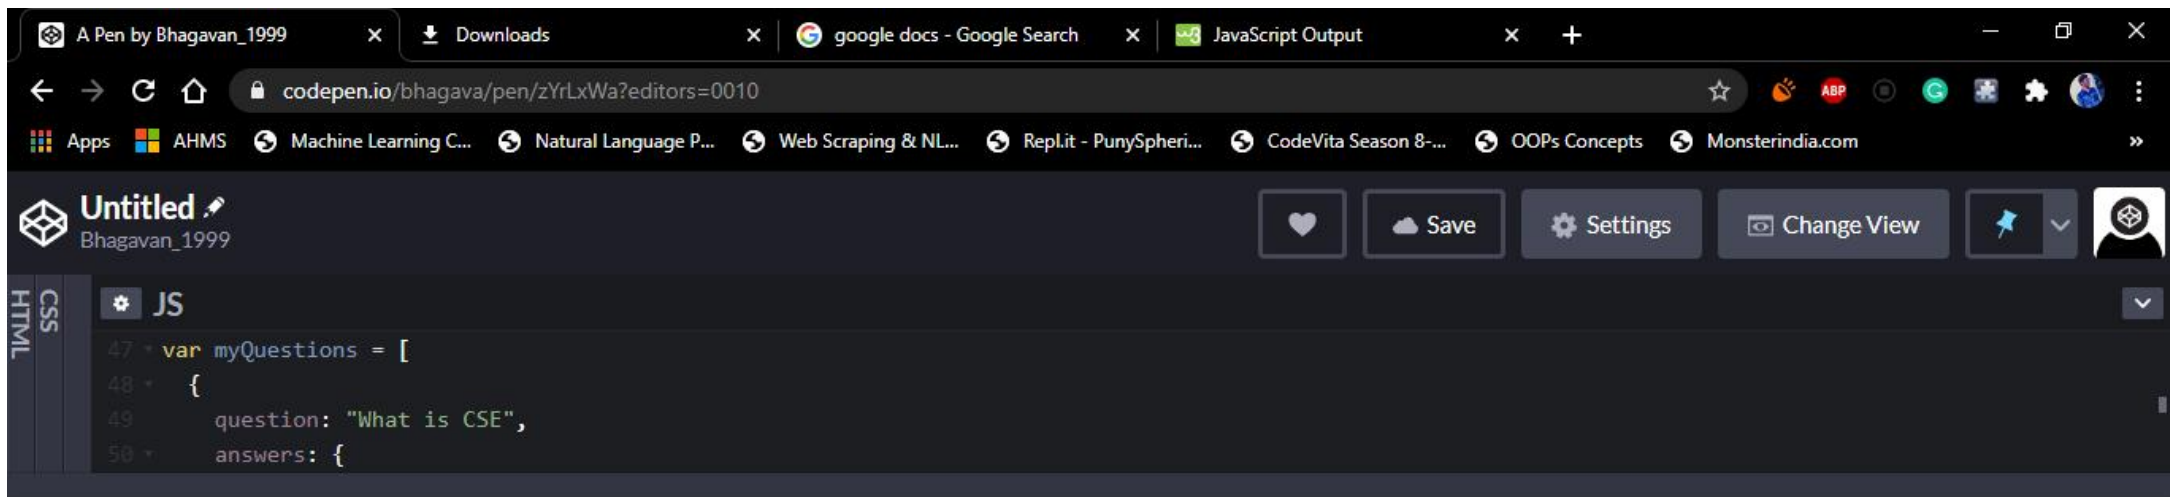 A Pen by Bhagavan_1999 Downloads google docs - Google Search JavaScript Output
codepen.io/bhagava/pen/zYrLxWa?editors=0010 ABP
Apps AHMS Machine Learning C... Natural Language P... Web Scraping & NL... Repl.it - PunySpheri... CodeVita Season 8-... OOPs Concepts Monsterindia.com »
Untitled Save Settings Change View
Bhagavan_1999
HTML CSS JS
47 var myQuestions = [
48 {
49 question: "What is CSE",
50 answers: {